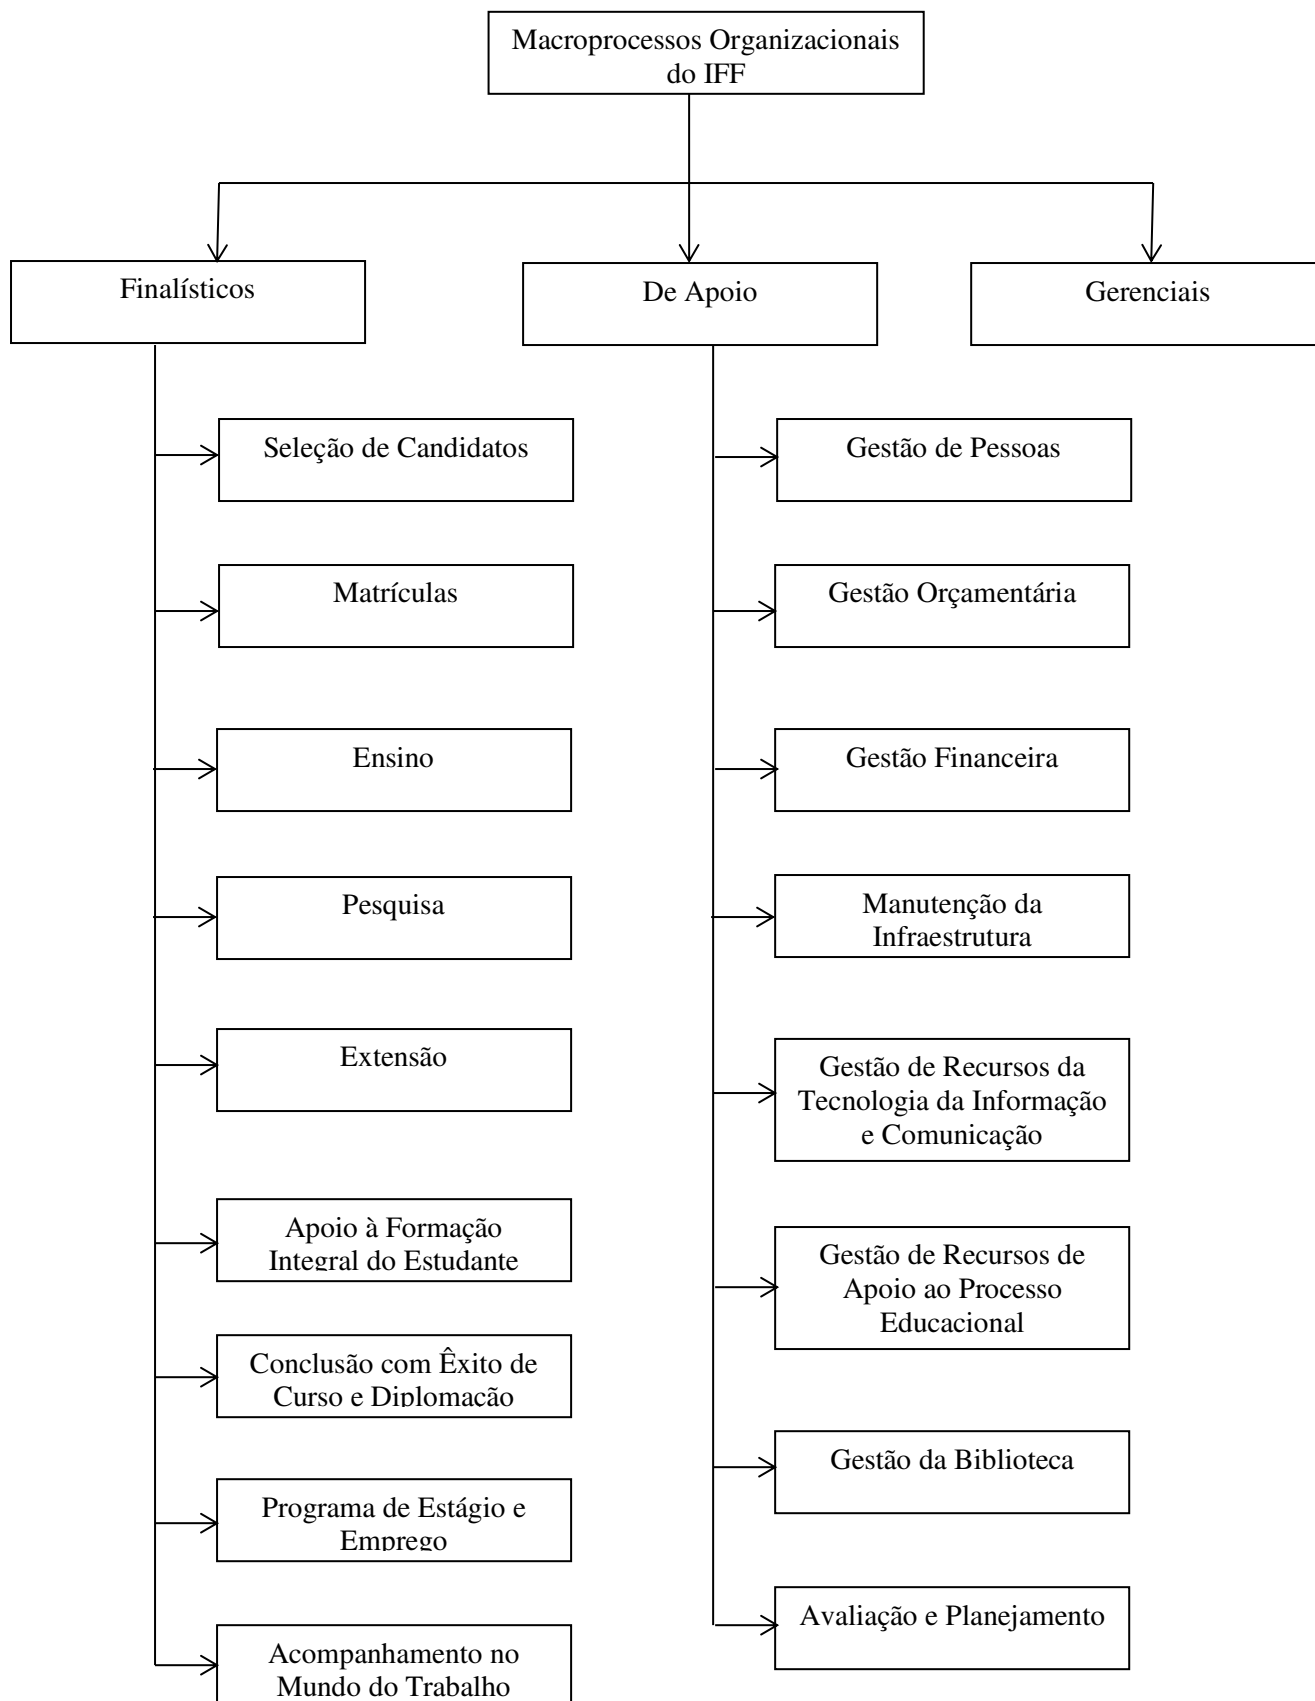 Macroprocessos Organizacionais
do IFF
Finalísticos
De Apoio
Gerenciais
Seleção de Candidatos
Matrículas
Ensino
Pesquisa
Extensão
Apoio à Formação
Integral do Estudante
Conclusão com Êxito de
Curso e Diplomação
Programa de Estágio e
Emprego
Acompanhamento no
Mundo do Trabalho
Gestão de Pessoas
Gestão Orçamentária
Gestão Financeira
Manutenção da
Infraestrutura
Gestão de Recursos da
Tecnologia da Informação
e Comunicação
Gestão de Recursos de
Apoio ao Processo
Educacional
Gestão da Biblioteca
Avaliação e Planejamento